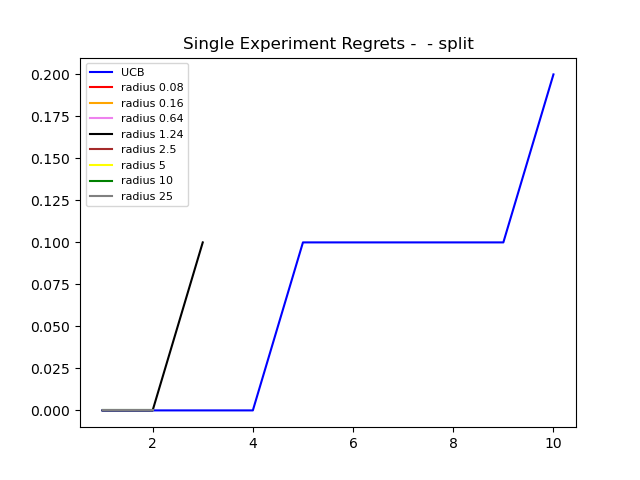 Single Experiment Regrets -  - split
UCB
radius 0.08
radius 0.16
radius 0.64
radius 1.24
radius 2.5
radius 5
radius 10
radius 25
0.200
0.175
0.150
0.125
0.100
0.075
0.050
0.025
0.000
2 4 6 8 10